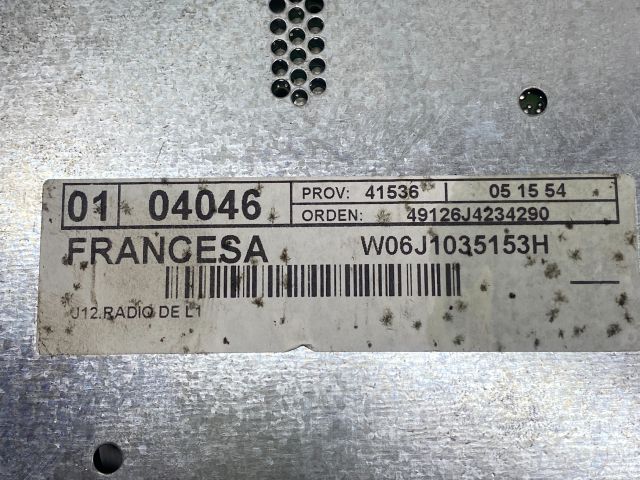 01 04046 PROV: 41536 05 15 54
ORDEN: 49126J4234290
FRANCESA W06J1035153H
J12.RADIO DE L1